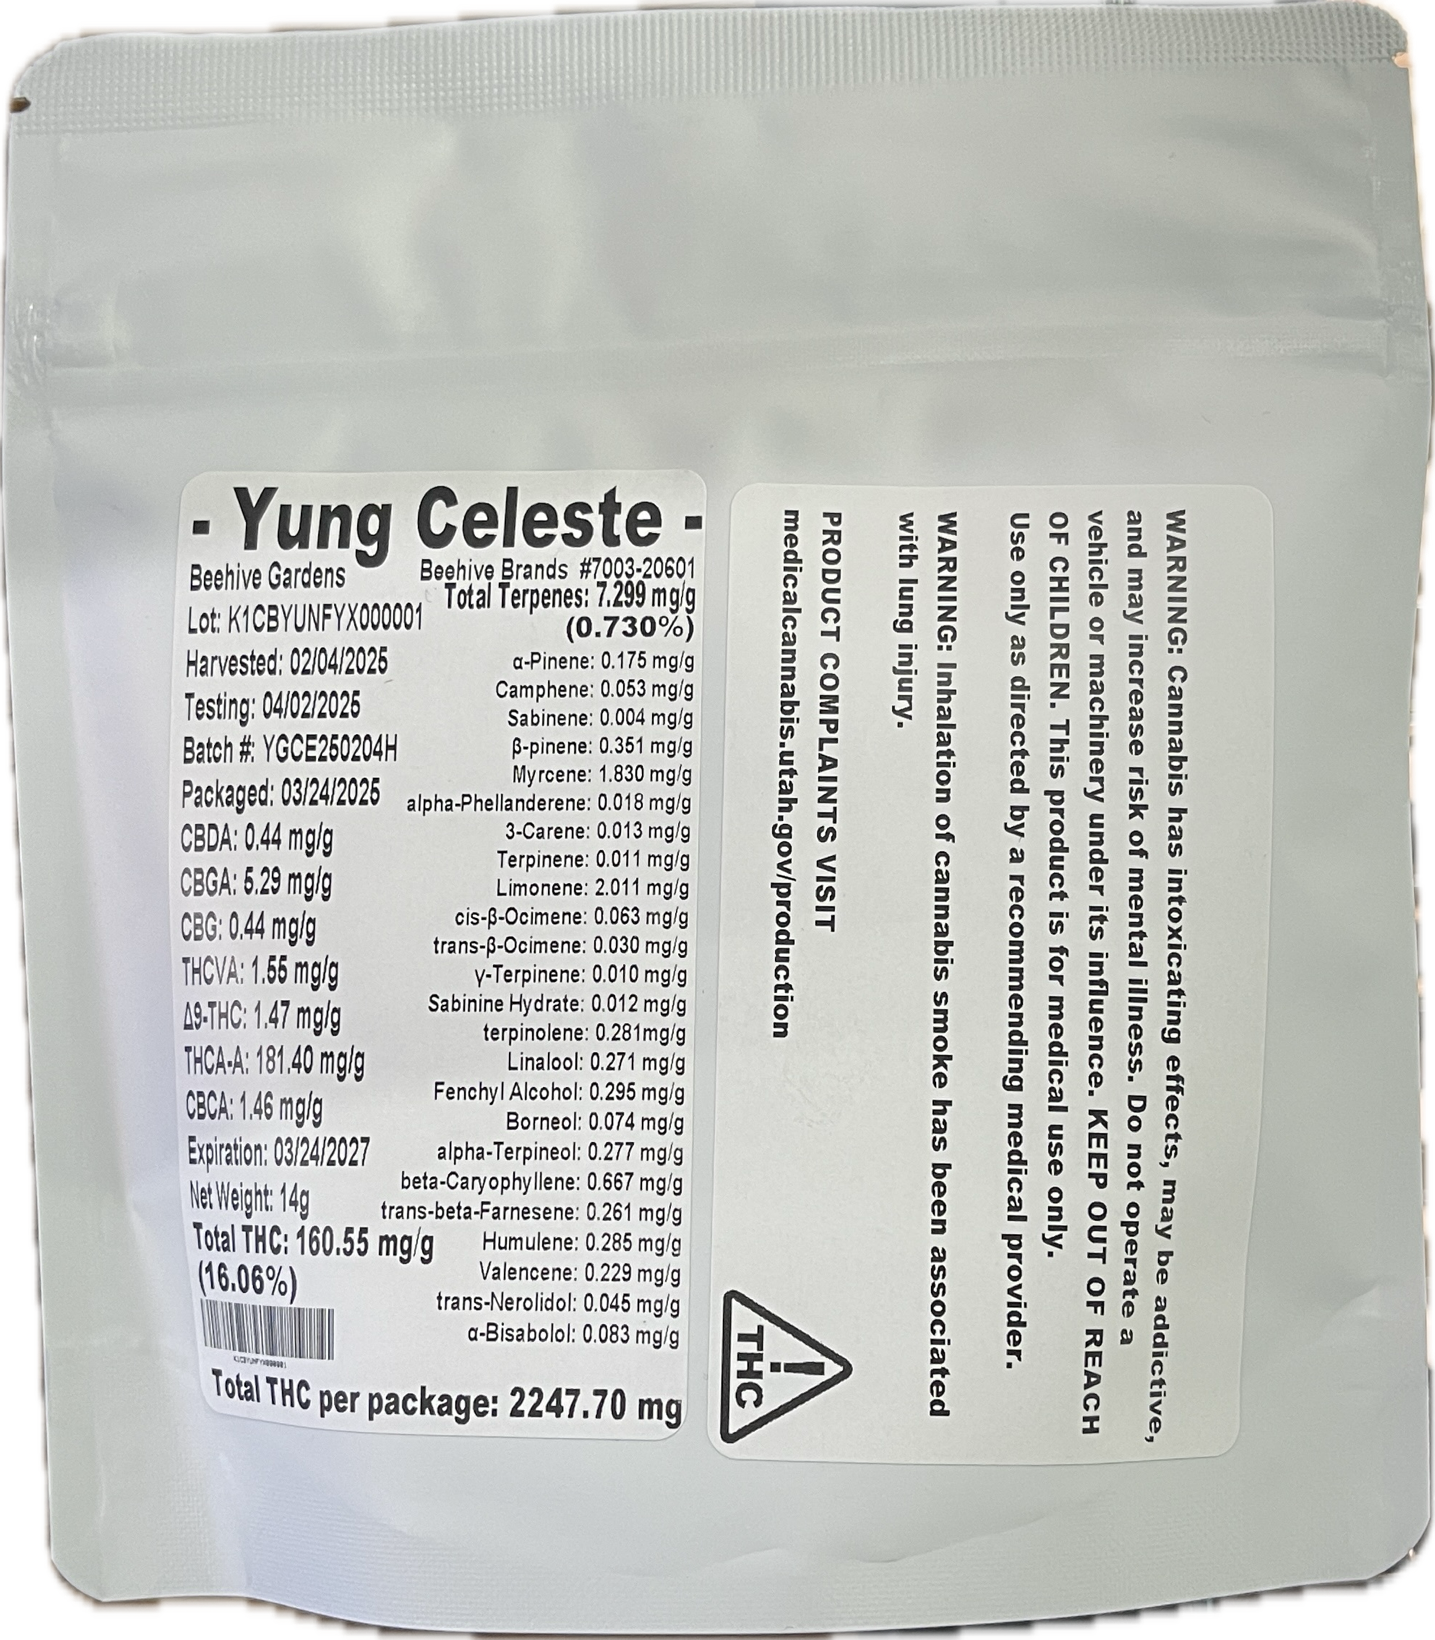 - Yung Celeste -
Beehive Gardens
Beehive Brands #7003-20601
Lot: K1CBYUNFYX000001
Harvested: 02/04/2025
Testing: 04/02/2025
Batch #: YGCE250204H
Packaged: 03/24/2025
CBDA: 0.44 mg/g
CBGA: 5.29 mg/g
CBG: 0.44 mg/g
THCVA: 1.55 mg/g
Δ9-THC: 1.47 mg/g
THCA-A: 181.40 mg/g
CBCA: 1.46 mg/g
Expiration: 03/24/2027
Net Weight: 14g
Total THC: 160.55 mg/g
(16.06%)
K1CBYUNFYX000001
Total Terpenes: 7.299 mg/g
(0.730%)
α-Pinene: 0.175 mg/g
Camphene: 0.053 mg/g
Sabinene: 0.004 mg/g
β-pinene: 0.351 mg/g
Myrcene: 1.830 mg/g
alpha-Phellanderene: 0.018 mg/g
3-Carene: 0.013 mg/g
Terpinene: 0.011 mg/g
Limonene: 2.011 mg/g
cis-β-Ocimene: 0.063 mg/g
trans-β-Ocimene: 0.030 mg/g
γ-Terpinene: 0.010 mg/g
Sabinine Hydrate: 0.012 mg/g
terpinolene: 0.281mg/g
Linalool: 0.271 mg/g
Fenchyl Alcohol: 0.295 mg/g
Borneol: 0.074 mg/g
alpha-Terpineol: 0.277 mg/g
beta-Caryophyllene: 0.667 mg/g
trans-beta-Farnesene: 0.261 mg/g
Humulene: 0.285 mg/g
Valencene: 0.229 mg/g
trans-Nerolidol: 0.045 mg/g
α-Bisabolol: 0.083 mg/g
Total THC per package: 2247.70 mg
WARNING: Cannabis has intoxicating effects, may be addictive,
and may increase risk of mental illness. Do not operate a
vehicle or machinery under its influence. KEEP OUT OF REACH
OF CHILDREN. This product is for medical use only.
Use only as directed by a recommending medical provider.
WARNING: Inhalation of cannabis smoke has been associated
with lung injury.
PRODUCT COMPLAINTS VISIT
medicalcannabis.utah.gov/production
!
THC